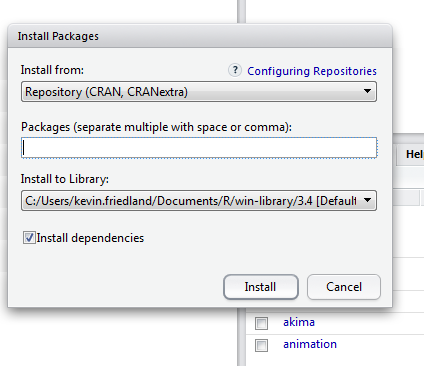 Install Packages
Install from:
? Configuring Repositories
Repository (CRAN, CRANextra)
Packages (separate multiple with space or comma):
Install to Library:
C:/Users/kevin.friedland/Documents/R/win-library/3.4 [Default
Install dependencies
Install Cancel
Hel
akima
animation